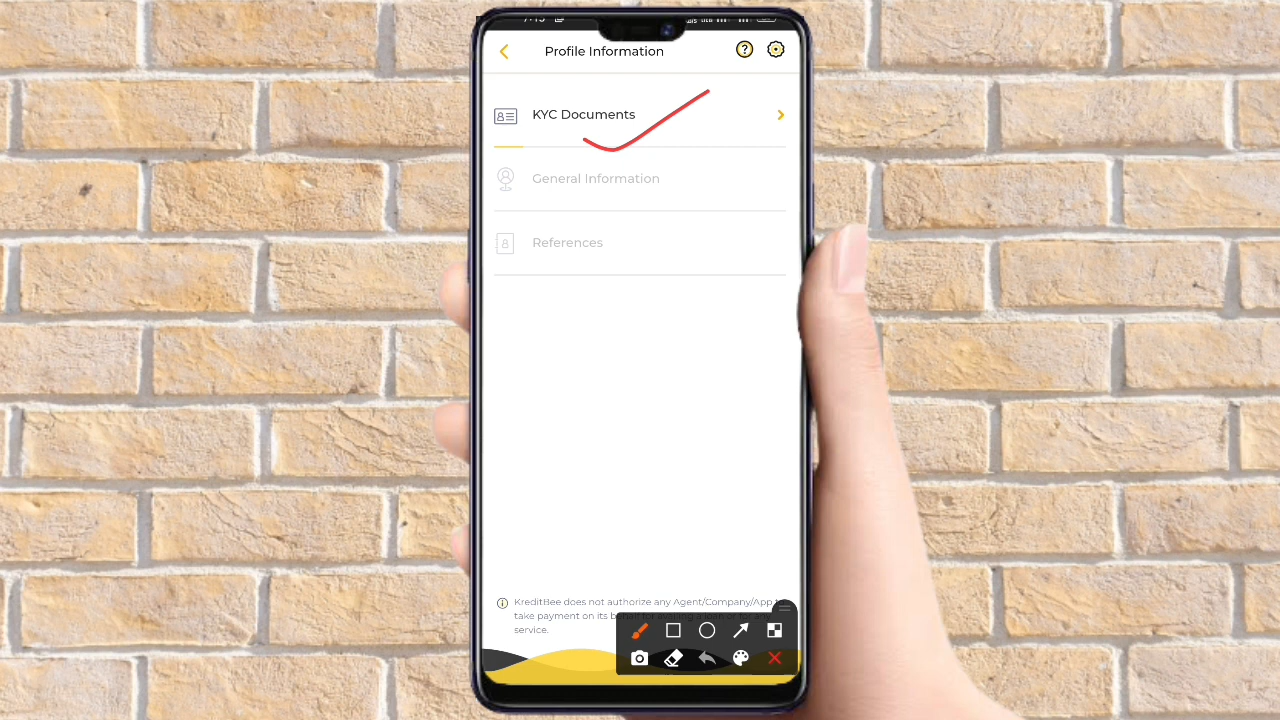 Profile Information
KYC Documents
General Information
References
KreditBee does not authorize any Agent/Company/App
take payment on its
service.